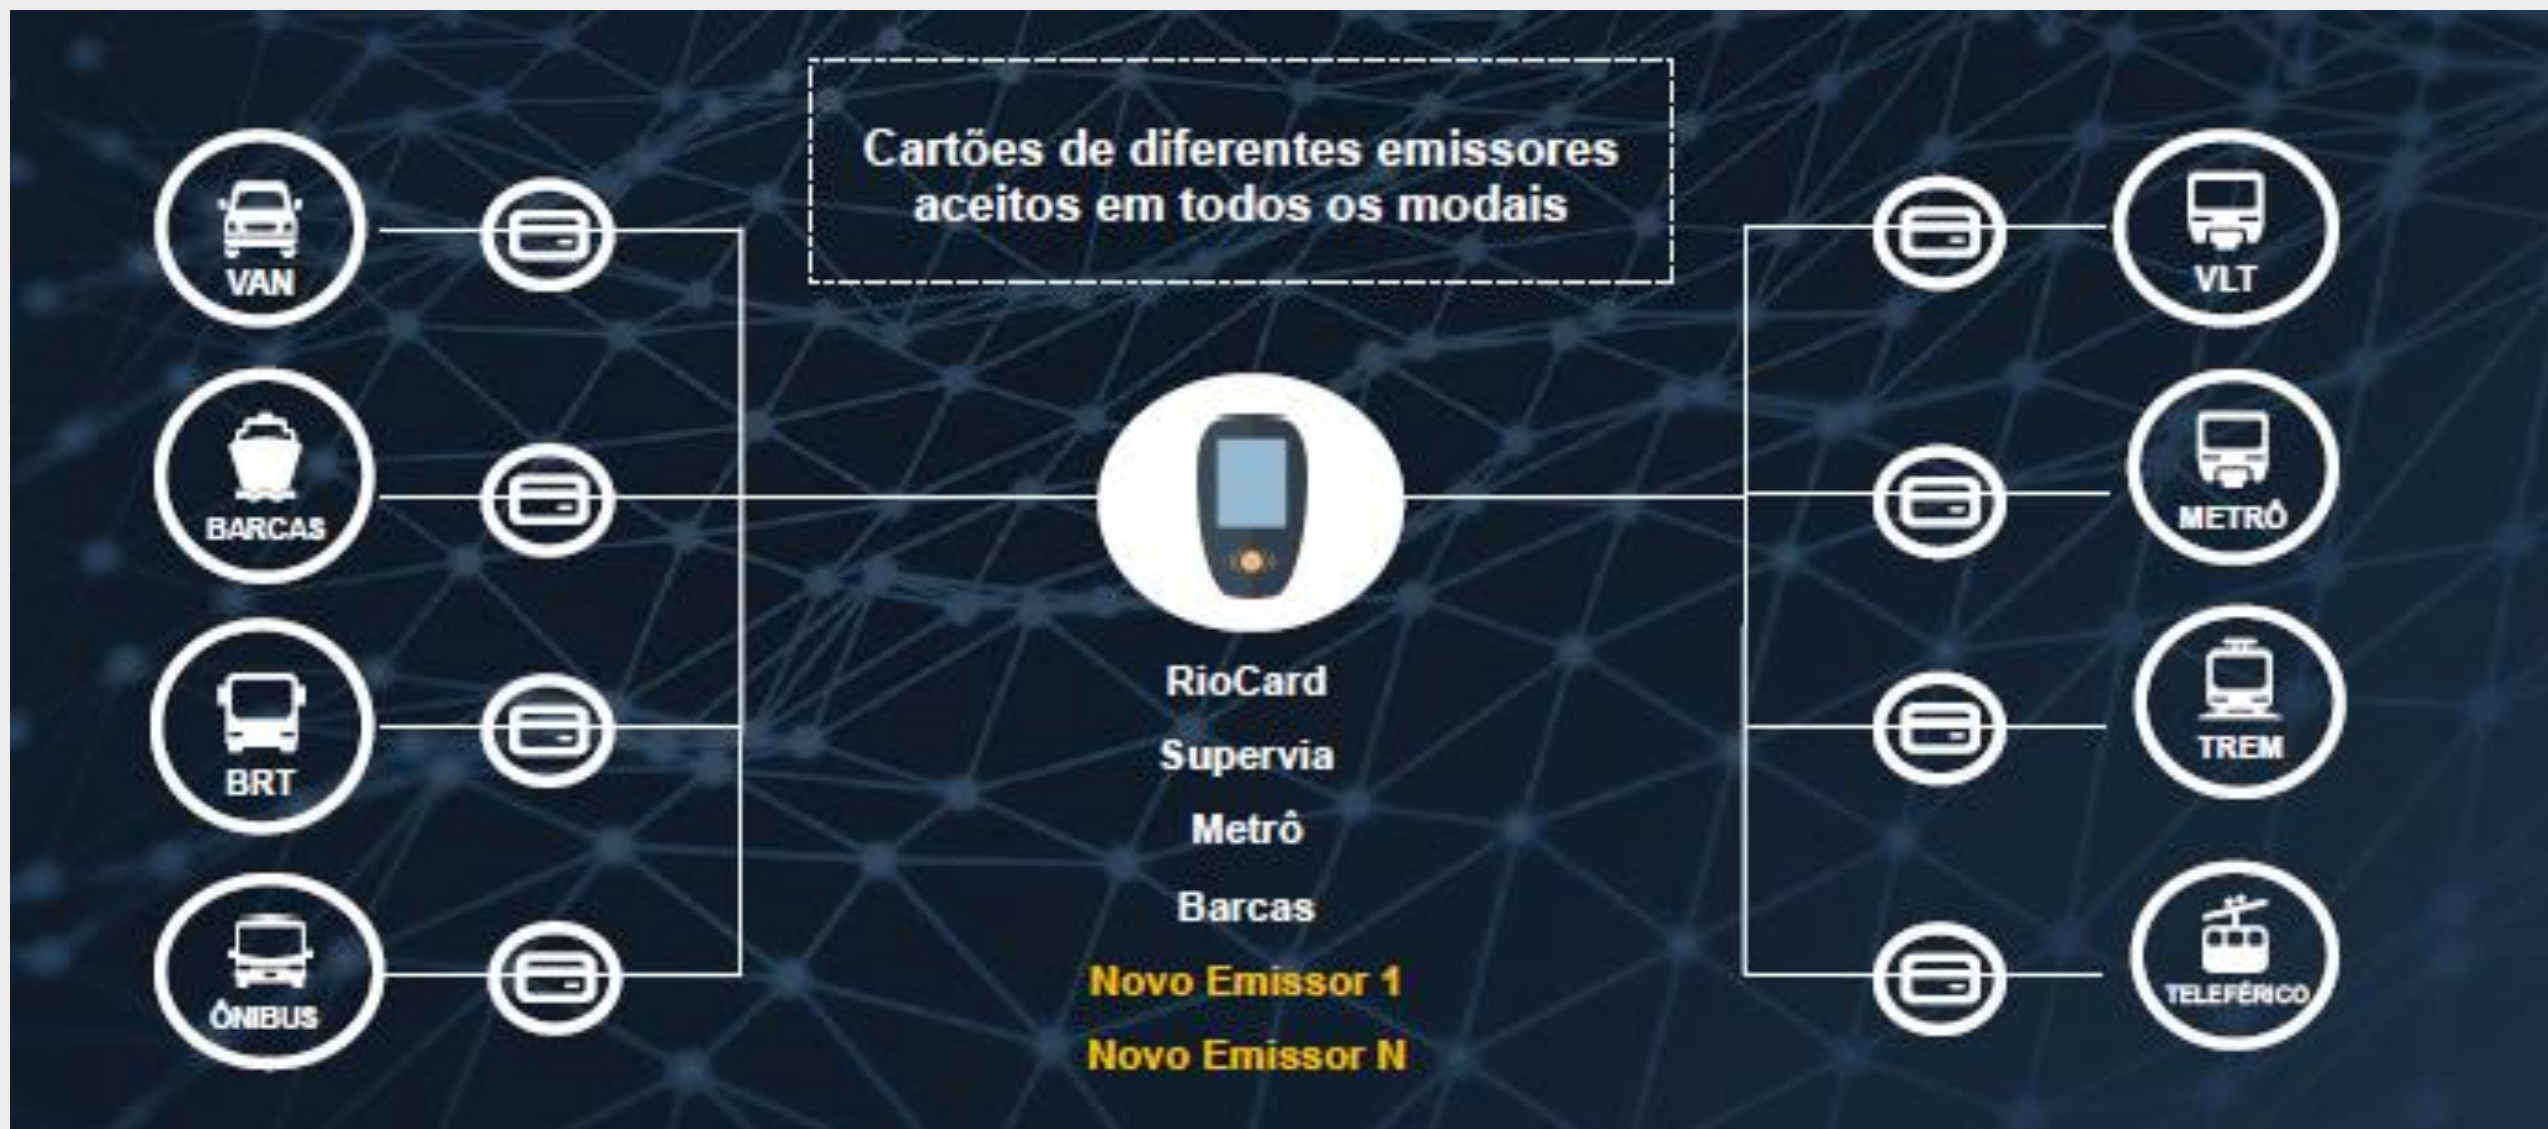 Cartões de diferentes emissores
aceitos em todos os modais
VAN
BARCAS
BRT
ÔNIBUS
RioCard
Supervia
Metrô
Barcas
Novo Emissor 1
Novo Emissor N
VLT
METRÔ
TREM
TELEFÉRICO